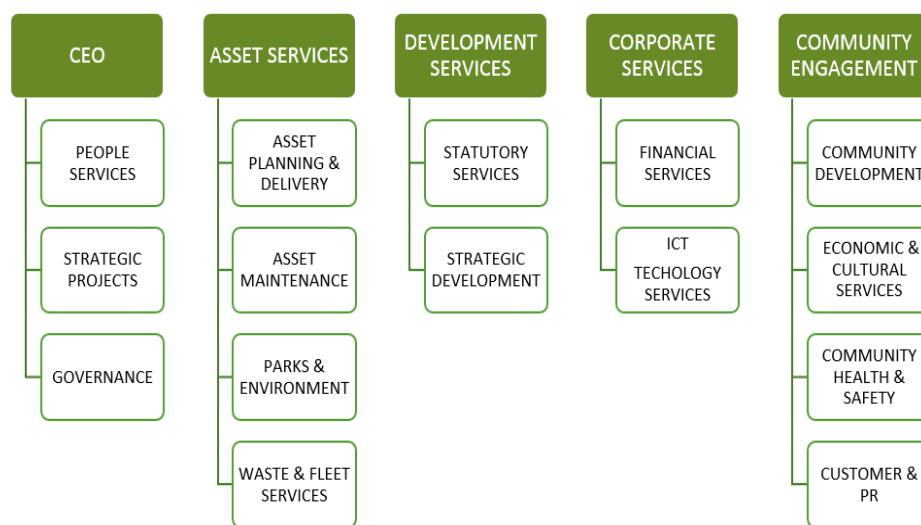 CEO
PEOPLE
SERVICES
STRATEGIC
PROJECTS
GOVERNANCE
ASSET SERVICES
ASSET
PLANNING &
DELIVERY
ASSET
MAINTENANCE
PARKS &
ENVIRONMENT
WASTE & FLEET
SERVICES
DEVELOPMENT
SERVICES
STATUTORY
SERVICES
STRATEGIC
DEVELOPMENT
CORPORATE
SERVICES
FINANCIAL
SERVICES
ICT
TECHOLOGY
SERVICES
COMMUNITY
ENGAGEMENT
COMMUNITY
DEVELOPMENT
ECONOMIC &
CULTURAL
SERVICES
COMMUNITY
HEALTH &
SAFETY
CUSTOMER &
PR